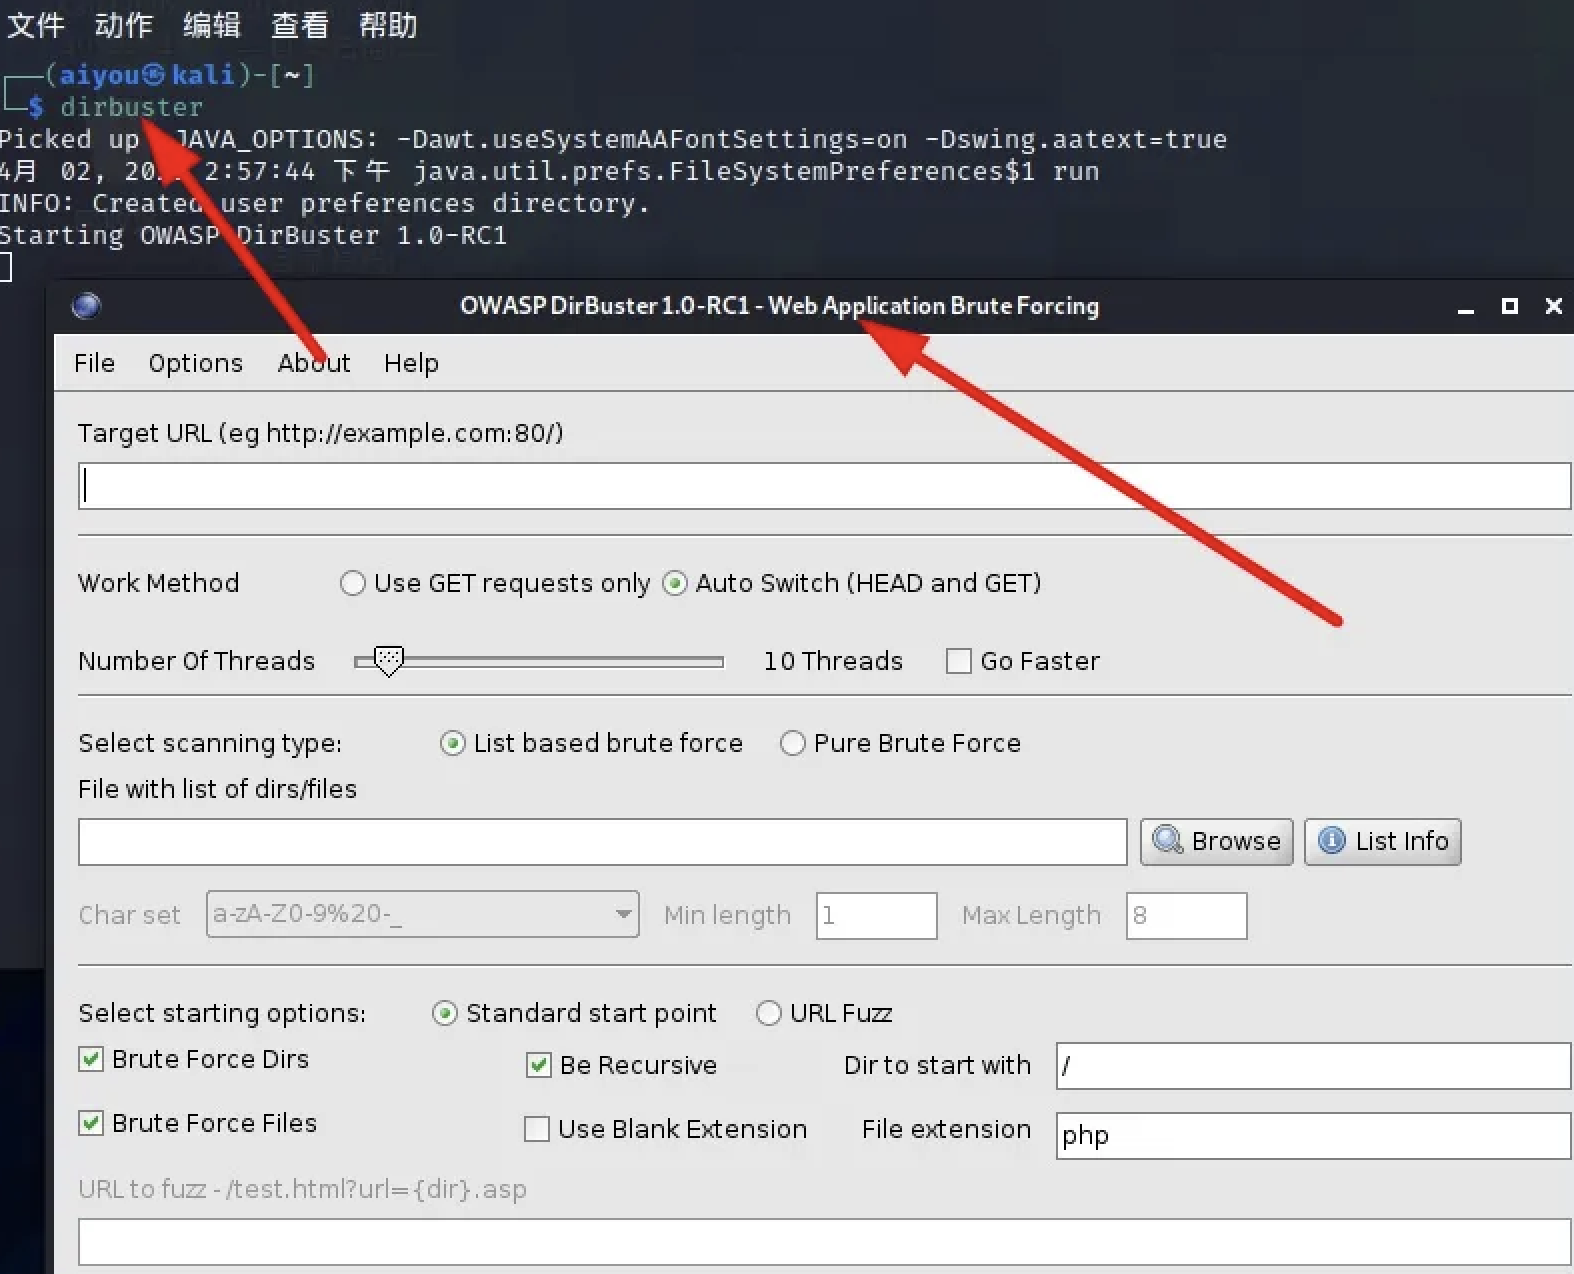 文件 动作 编辑 查看 帮助
(aiyou㉿kali)-[~]
$ dirbuster
Picked up JAVA_OPTIONS: -Dawt.useSystemAAFontSettings=on -Dswing.aatext=true
4月 02, 2:57:44 下午 java.util.prefs.FileSystemPreferences$1 run
INFO: Created user preferences directory.
Starting OWASP DirBuster 1.0-RC1
OWASP DirBuster 1.0-RC1 - Web Application Brute Forcing
File Options About Help
Target URL (eg http://example.com:80/)
Work Method Use GET requests only Auto Switch (HEAD and GET)
Number Of Threads 10 Threads Go Faster
Select scanning type: List based brute force Pure Brute Force
File with list of dirs/files
Browse List Info
Char set a-zA-Z0-9%20-_ Min length 1 Max Length 8
Select starting options: Standard start point URL Fuzz
Brute Force Dirs Be Recursive Dir to start with /
Brute Force Files Use Blank Extension File extension php
URL to fuzz - /test.html?url={dir}.asp